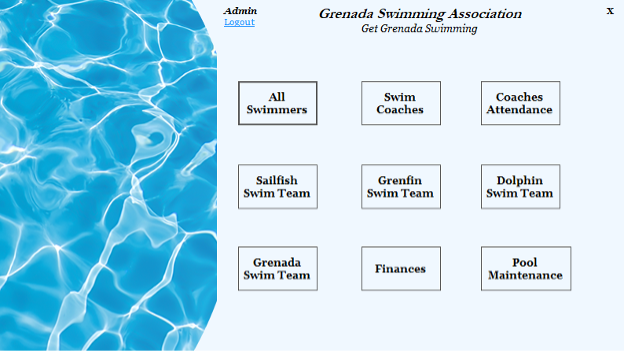 Admin
Logout
Grenada Swimming Association
Get Grenada Swimming
x
All
Swimmers
Swim
Coaches
Coaches
Attendance
Sailfish
Swim Team
Grenfin
Swim Team
Dolphin
Swim Team
Grenada
Swim Team
Finances
Pool
Maintenance